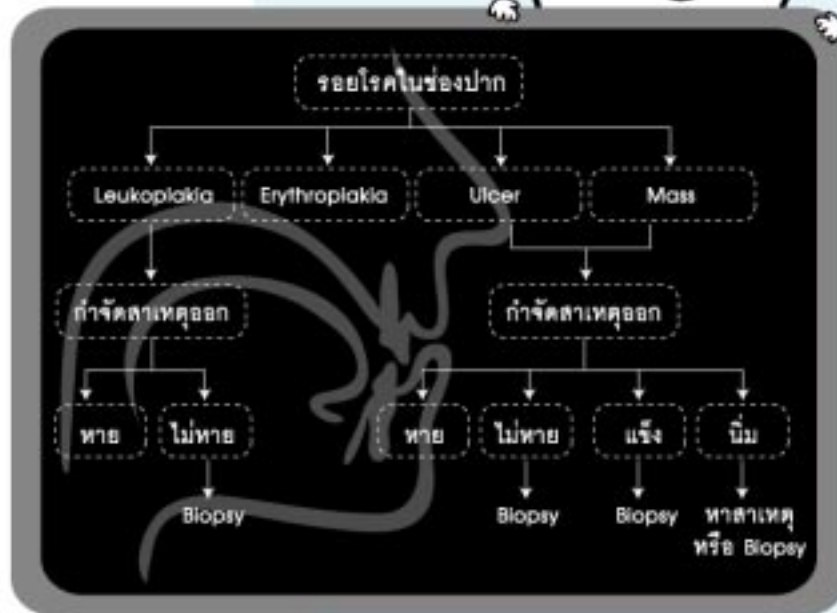 รอยโรคในช่องปาก
Leukoplakia
Erythroplakia
Ulcer
Mass
กำจัดสาเหตุออก
กำจัดสาเหตุออก
หาย
ไม่หาย
หาย
ไม่หาย
แข็ง
นิ่ม
Biopsy
Biopsy
Biopsy
หาสาเหตุ
หรือ Biopsy